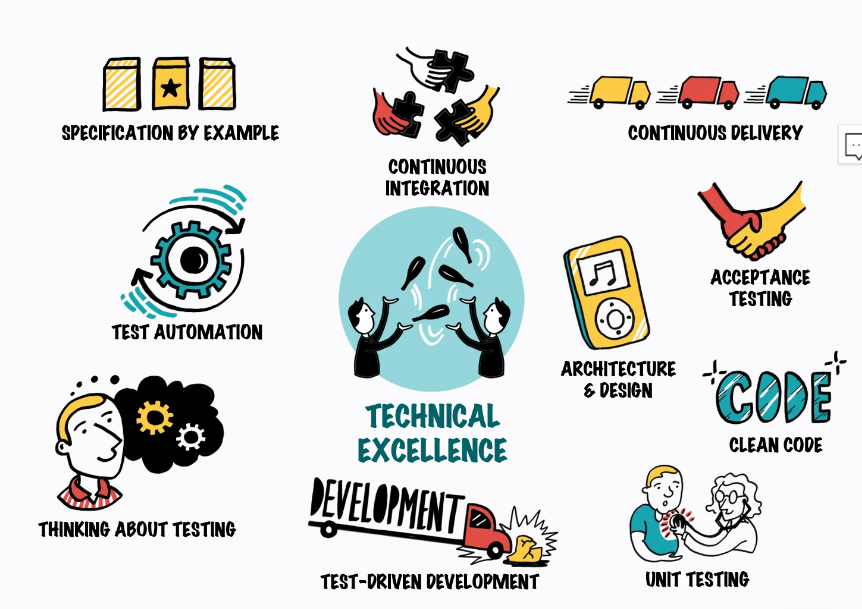 SPECIFICATION BY EXAMPLE
CONTINUOUS
INTEGRATION
CONTINUOUS DELIVERY
TEST AUTOMATION
ACCEPTANCE
TESTING
ARCHITECTURE
& DESIGN
CODE
CLEAN CODE
TECHNICAL
EXCELLENCE
THINKING ABOUT TESTING
DEVELOPMENT
TEST-DRIVEN DEVELOPMENT
UNIT TESTING